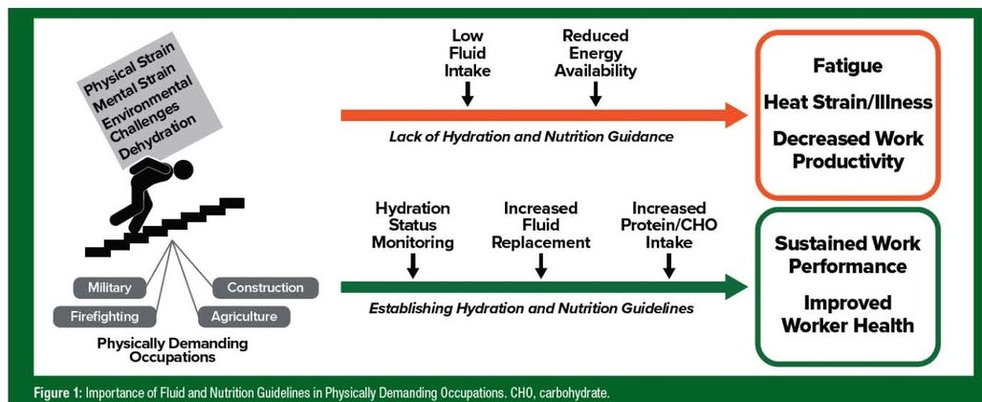 Physical Strain
Mental Strain
Environmental
Challenges
Dehydration
Military
Construction
Firefighting
Agriculture
Physically Demanding
Occupations
Low
Fluid
Intake
Reduced
Energy
Availability
Lack of Hydration and Nutrition Guidance
Fatigue
Heat Strain/Illness
Decreased Work
Productivity
Hydration
Status
Monitoring
Increased
Fluid
Replacement
Increased
Protein/CHO
Intake
Establishing Hydration and Nutrition Guidelines
Sustained Work
Performance
Improved
Worker Health
Figure 1: Importance of Fluid and Nutrition Guidelines in Physically Demanding Occupations. CHO, carbohydrate.